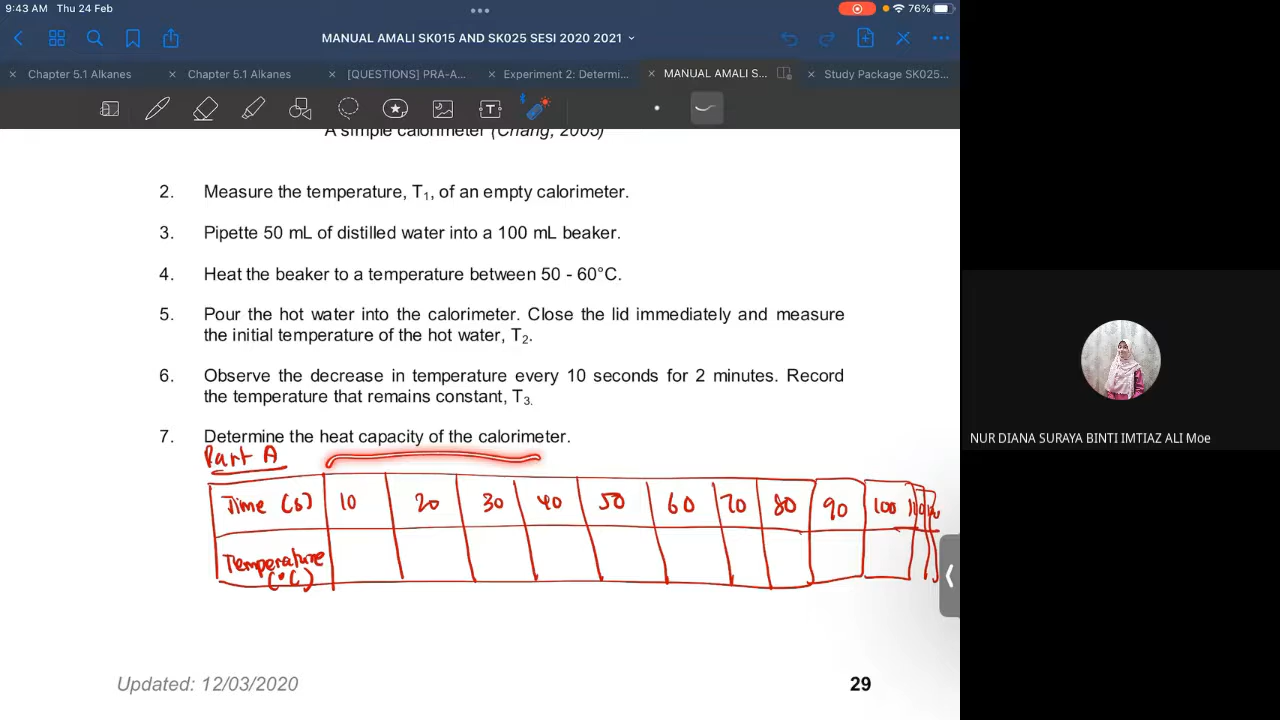 9:43 AM Thu 24 Feb
76%
MANUAL AMALI SK015 AND SK025 SESI 2020 2021
Chapter 5.1 Alkanes
Chapter 5.1 Alkanes
[QUESTIONS] PRA-A...
Experiment 2: Determi...
MANUAL AMALI S...
Study Package SK025...
A simple calorimeter (Chang, 2005)
2. Measure the temperature, T1, of an empty calorimeter.
3. Pipette 50 mL of distilled water into a 100 mL beaker.
4. Heat the beaker to a temperature between 50 - 60°C.
5. Pour the hot water into the calorimeter. Close the lid immediately and measure
the initial temperature of the hot water, T2.
6. Observe the decrease in temperature every 10 seconds for 2 minutes. Record
the temperature that remains constant, T3.
7. Determine the heat capacity of the calorimeter.
Part A
Time (s) 10 20 30 40 50 60 70 80 90 100
Temperature
(°C)
Updated: 12/03/2020
29
NUR DIANA SURAYA BINTI IMTIAZ ALI Moe